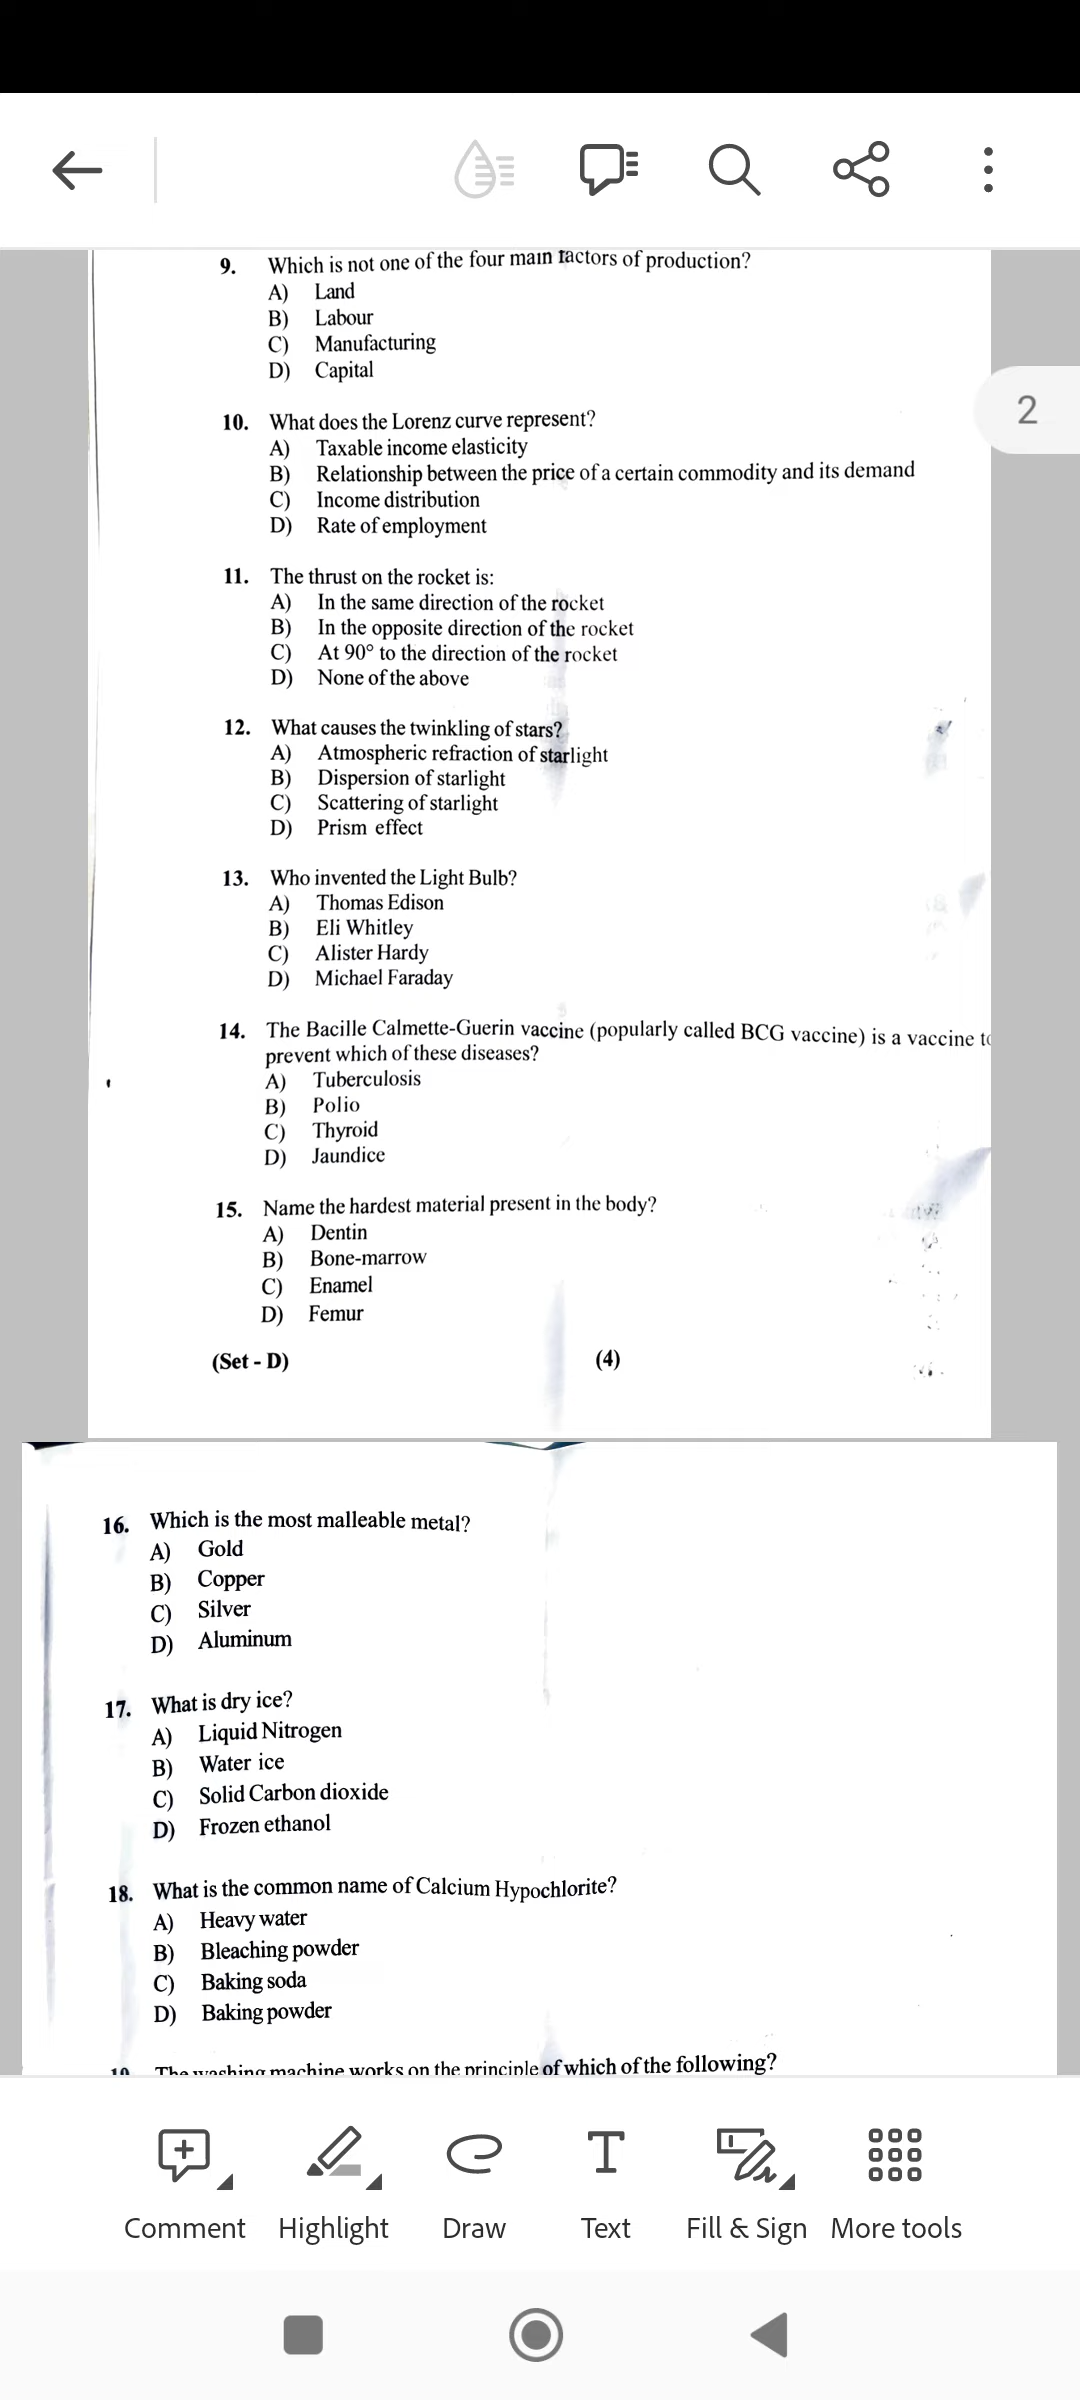 2
9. Which is not one of the four main factors of production?
A) Land
B) Labour
C) Manufacturing
D) Capital
10. What does the Lorenz curve represent?
A) Taxable income elasticity
B) Relationship between the price of a certain commodity and its demand
C) Income distribution
D) Rate of employment
11. The thrust on the rocket is:
A) In the same direction of the rocket
B) In the opposite direction of the rocket
C) At 90° to the direction of the rocket
D) None of the above
12. What causes the twinkling of stars?
A) Atmospheric refraction of starlight
B) Dispersion of starlight
C) Scattering of starlight
D) Prism effect
13. Who invented the Light Bulb?
A) Thomas Edison
B) Eli Whitley
C) Alister Hardy
D) Michael Faraday
14. The Bacille Calmette-Guerin vaccine (popularly called BCG vaccine) is a vaccine to
prevent which of these diseases?
A) Tuberculosis
B) Polio
C) Thyroid
D) Jaundice
15. Name the hardest material present in the body?
A) Dentin
B) Bone-marrow
C) Enamel
D) Femur
(Set - D) (4)
16. Which is the most malleable metal?
A) Gold
B) Copper
C) Silver
D) Aluminum
17. What is dry ice?
A) Liquid Nitrogen
B) Water ice
C) Solid Carbon dioxide
D) Frozen ethanol
18. What is the common name of Calcium Hypochlorite?
A) Heavy water
B) Bleaching powder
C) Baking soda
D) Baking powder
19. The washing machine works on the principle of which of the following?
Comment Highlight Draw Text Fill & Sign More tools